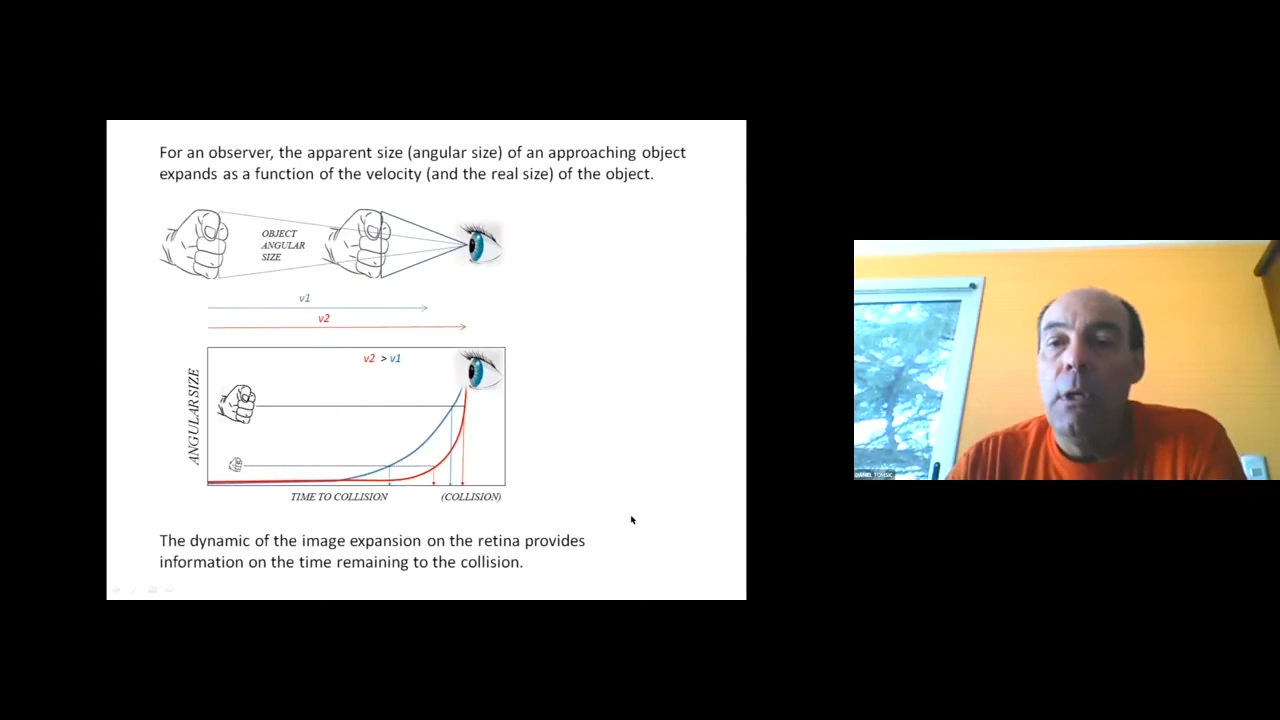 For an observer, the apparent size (angular size) of an approaching object
expands as a function of the velocity (and the real size) of the object.
OBJECT
ANGULAR
SIZE
v1
v2
v2 > v1
ANGULAR SIZE
TIME TO COLLISION
(COLLISION)
The dynamic of the image expansion on the retina provides
information on the time remaining to the collision.
DANIEL TOMSIC